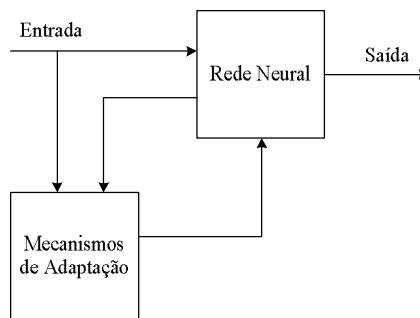 Entrada
Rede Neural
Saída
Mecanismos
de Adaptação